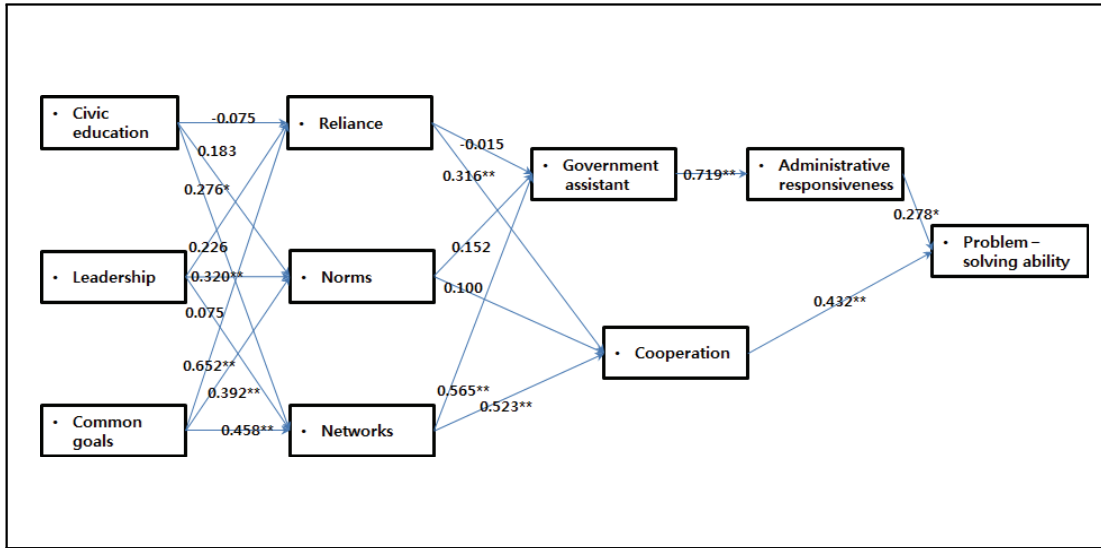 • Civic
education
-0.075
• Reliance
0.183
0.276*
-0.015
0.316**
• Government
assistant
0.719**
• Administrative
responsiveness
0.278*
• Problem –
solving ability
0.226
• Leadership
0.320**
0.075
• Norms
0.152
0.100
0.432**
• Cooperation
0.652**
0.392**
0.565**
0.523**
• Common
goals
0.458**
• Networks